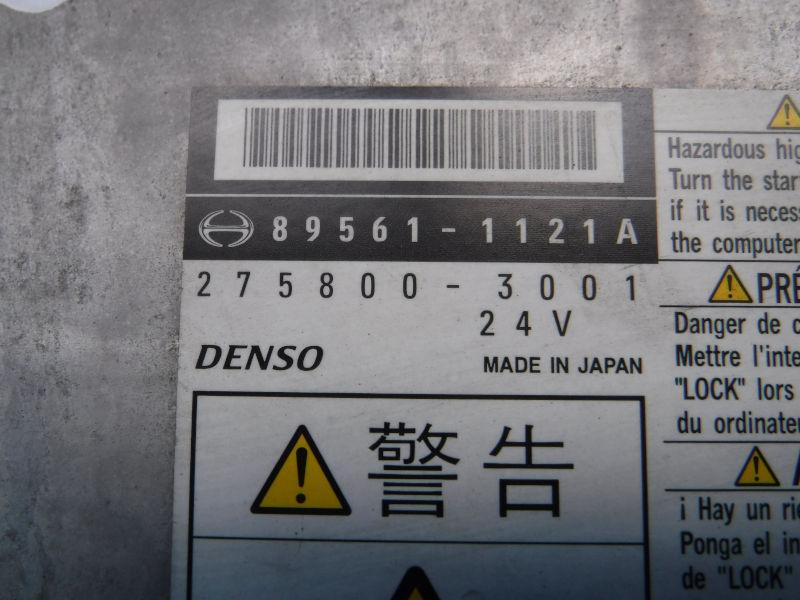 89561-1121A
275800-3001
24V
DENSO
MADE IN JAPAN
警告
Hazardous
Turn the
if it is
the computer
Danger de
Mettre
"LOCK" lors
du
¡ Hay un
Ponga el
de "LOCK"